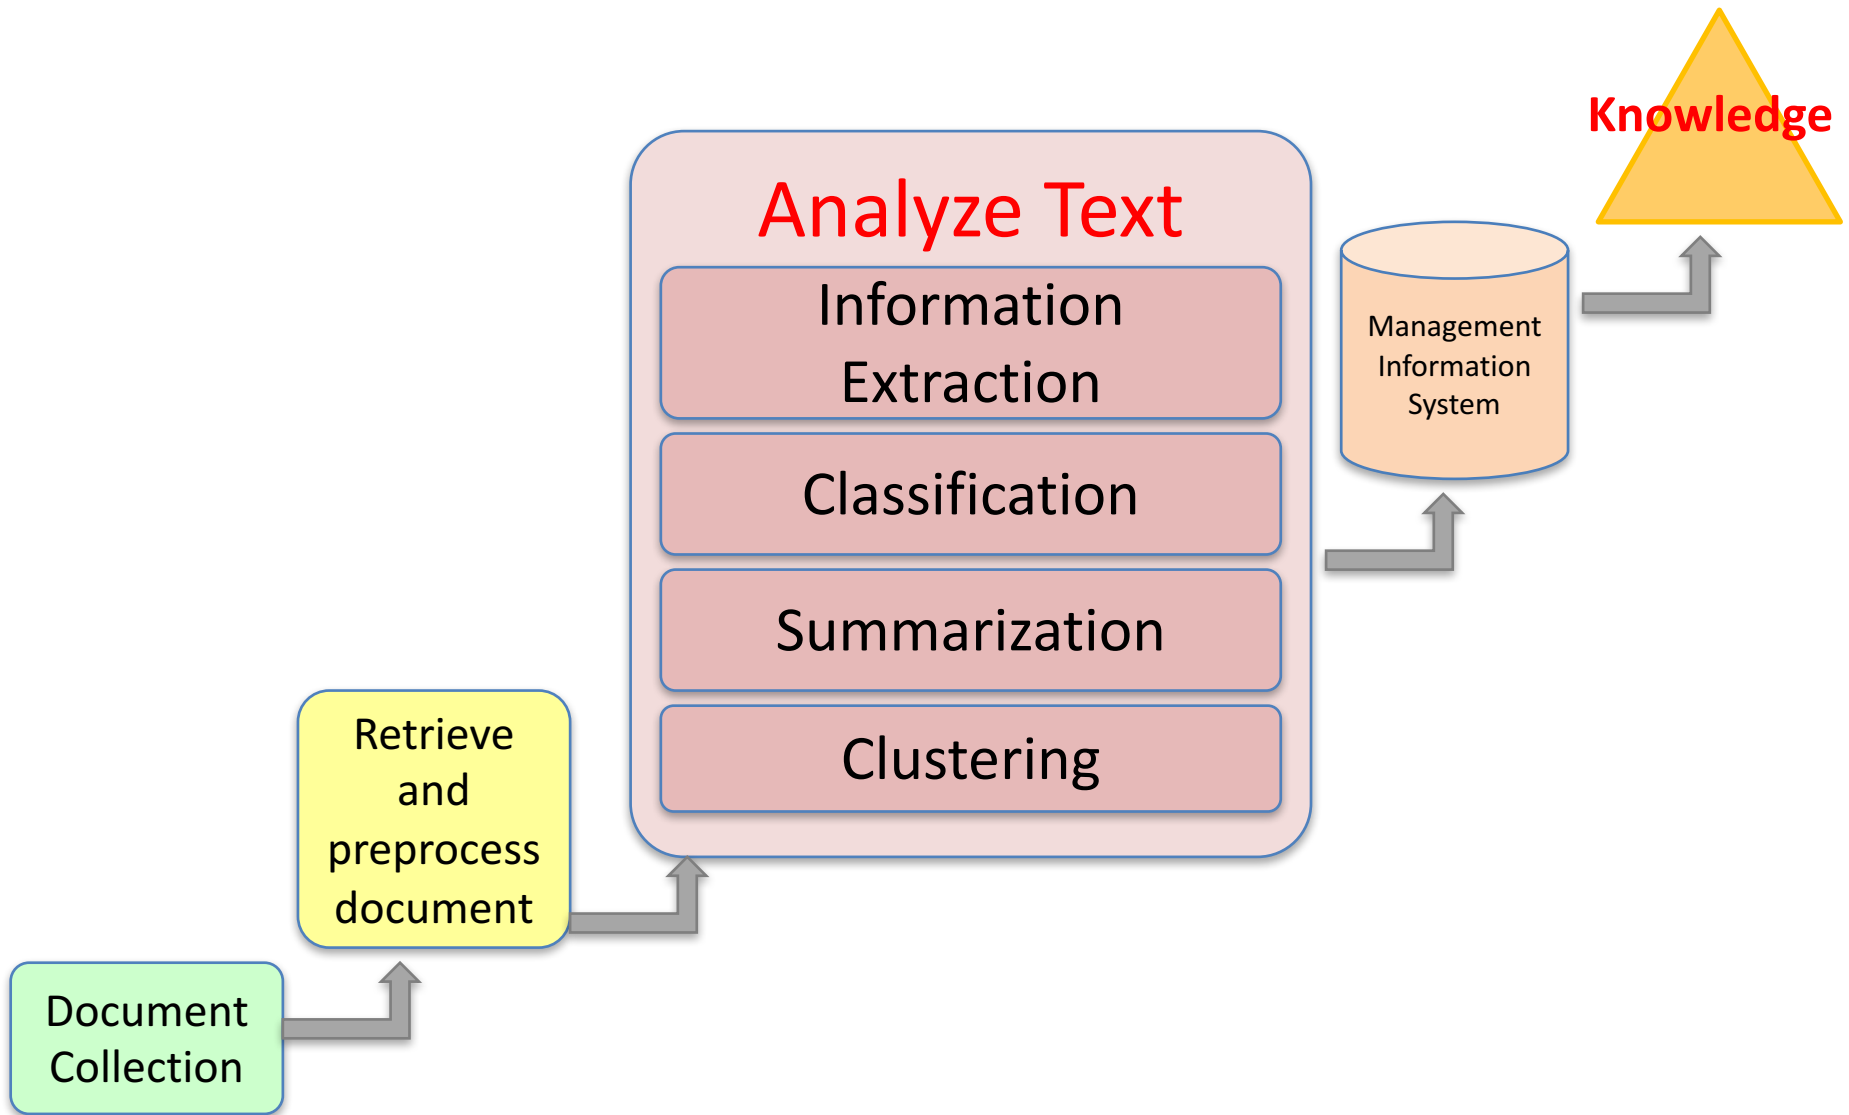 Knowledge
Analyze Text
Information
Extraction
Classification
Summarization
Clustering
Management
Information
System
Retrieve
and
preprocess
document
Document
Collection